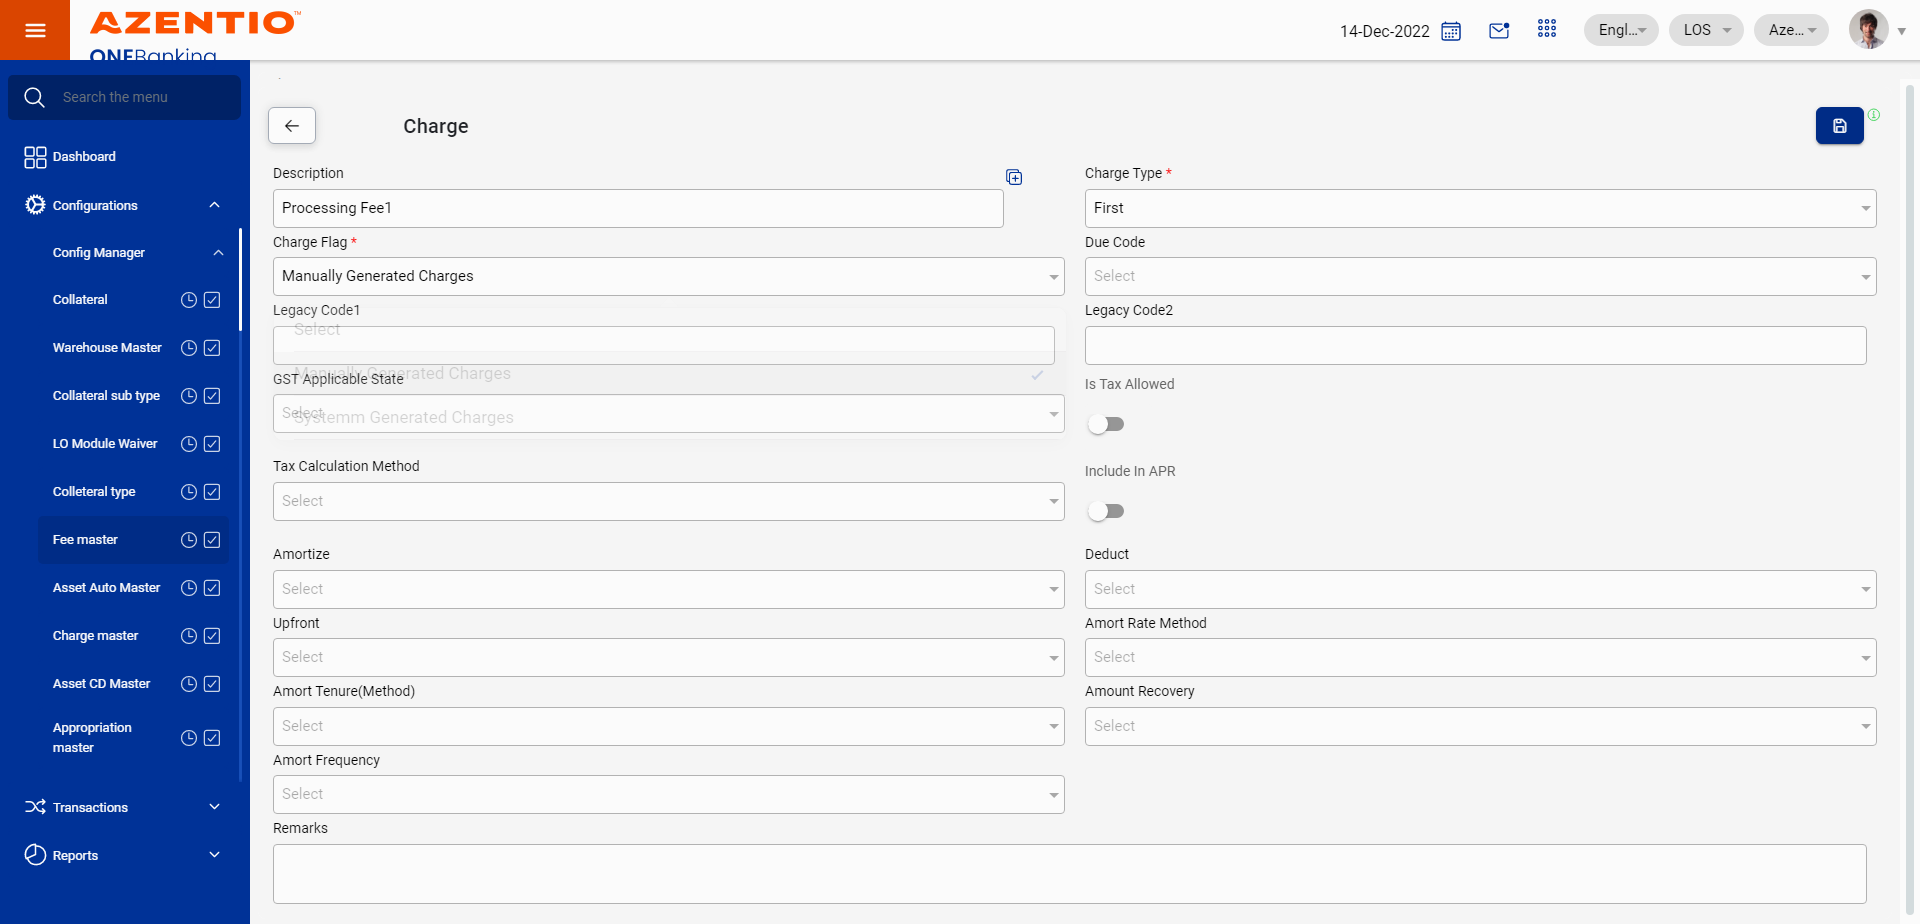 AZENTIO™
ONEBanking
14-Dec-2022
Engl...
LOS
Aze...
Search the menu
Dashboard
Configurations
Config Manager
Collateral
Warehouse Master
Collateral sub type
LO Module Waiver
Colleteral type
Fee master
Asset Auto Master
Charge master
Asset CD Master
Appropriation
master
Transactions
Reports
Charge
Description
Processing Fee1
Charge Type *
First
Charge Flag *
Manually Generated Charges
Due Code
Select
Legacy Code1
Select
Legacy Code2
Manually Generated Charges
GST Applicable State
Select
Systemm Generated Charges
Is Tax Allowed
Tax Calculation Method
Select
Include In APR
Amortize
Select
Deduct
Select
Upfront
Select
Amort Rate Method
Select
Amort Tenure(Method)
Select
Amount Recovery
Select
Amort Frequency
Select
Remarks